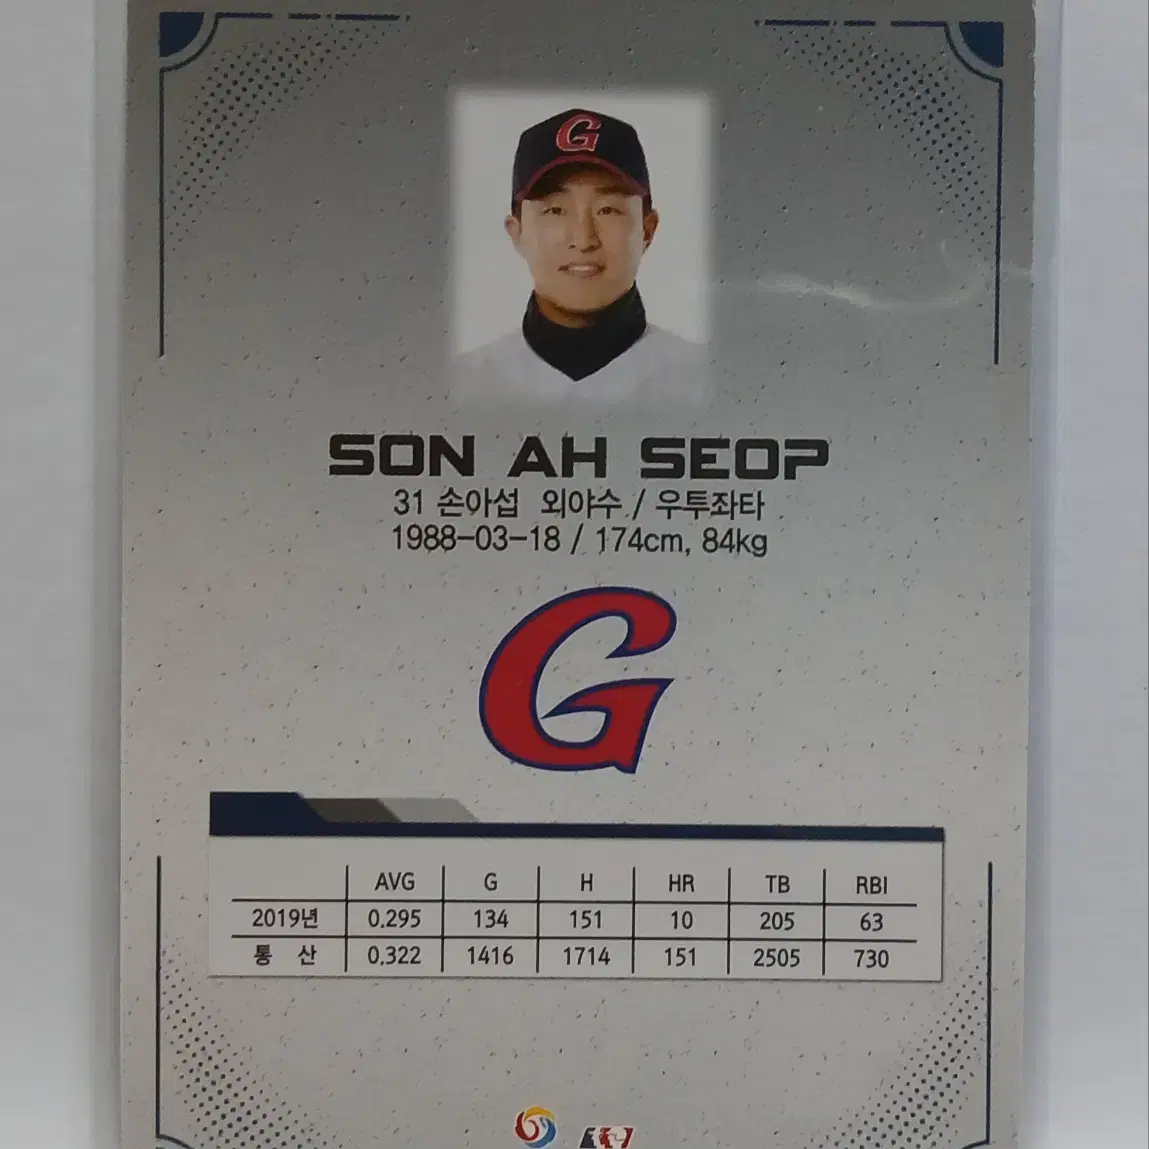 G
SON AH SEOP
31 손아섭 외야수 / 우투좌타
1988-03-18 / 174cm, 84kg
G
AVG G H HR TB RBI
2019년 0.295 134 151 10 205 63
통 산 0.322 1416 1714 151 2505 730